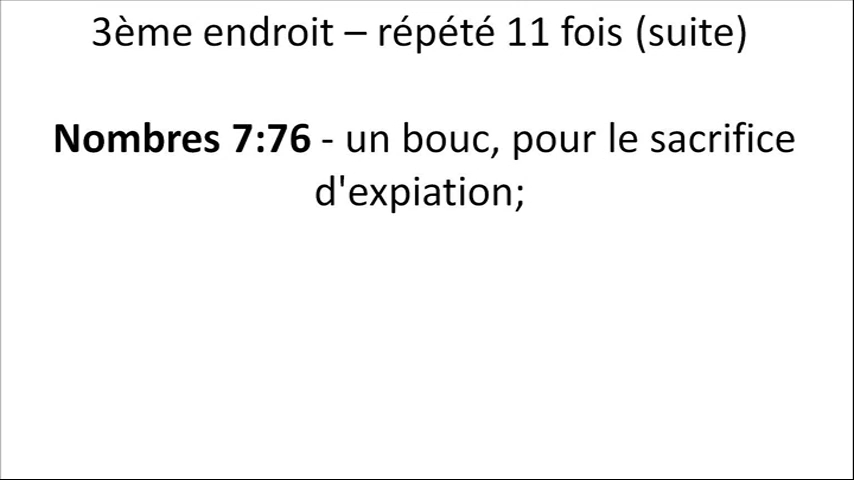 3ème endroit – répété 11 fois (suite)
Nombres 7:76 - un bouc, pour le sacrifice
d'expiation;